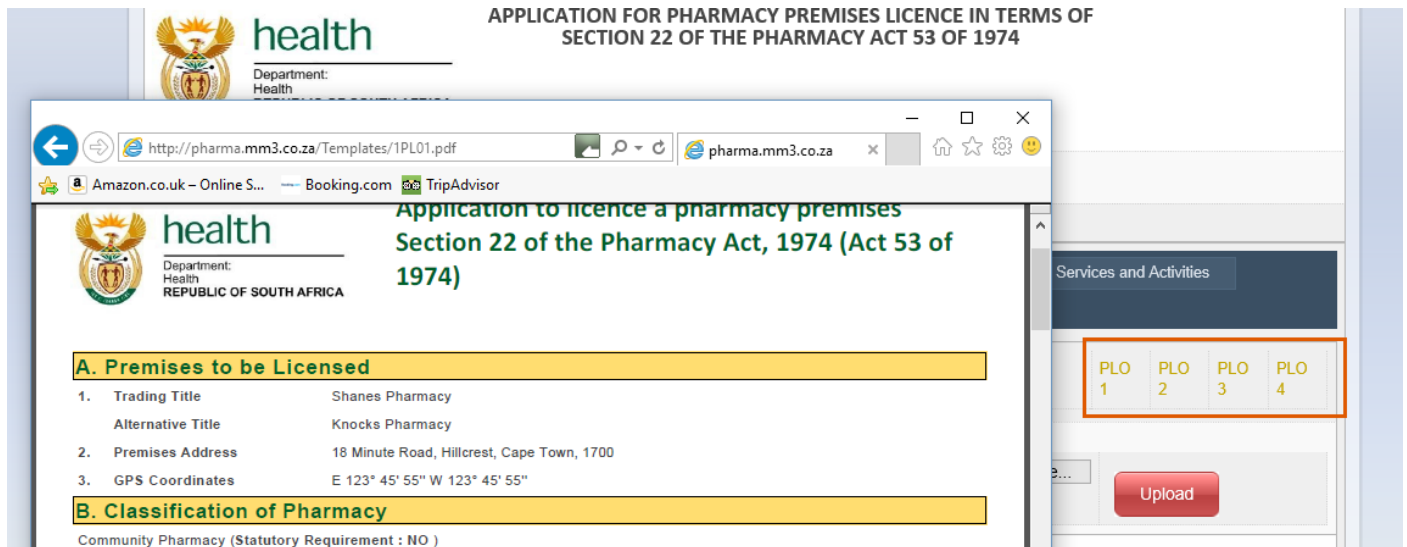 health
Department:
Health
APPLICATION FOR PHARMACY PREMISES LICENCE IN TERMS OF
SECTION 22 OF THE PHARMACY ACT 53 OF 1974
http://pharma.mm3.co.za/Templates/1PL01.pdf
pharma.mm3.co.za
Amazon.co.uk – Online S...
Booking.com
TripAdvisor
health
Department:
Health
REPUBLIC OF SOUTH AFRICA
Application to licence a pharmacy premises
Section 22 of the Pharmacy Act, 1974 (Act 53 of
1974)
Services and Activities
A. Premises to be Licensed
1. Trading Title Shanes Pharmacy
Alternative Title Knocks Pharmacy
2. Premises Address 18 Minute Road, Hillcrest, Cape Town, 1700
3. GPS Coordinates E 123° 45' 55" W 123° 45' 55"
B. Classification of Pharmacy
Community Pharmacy (Statutory Requirement : NO )
PLO PLO PLO PLO
1 2 3 4
e...
Upload